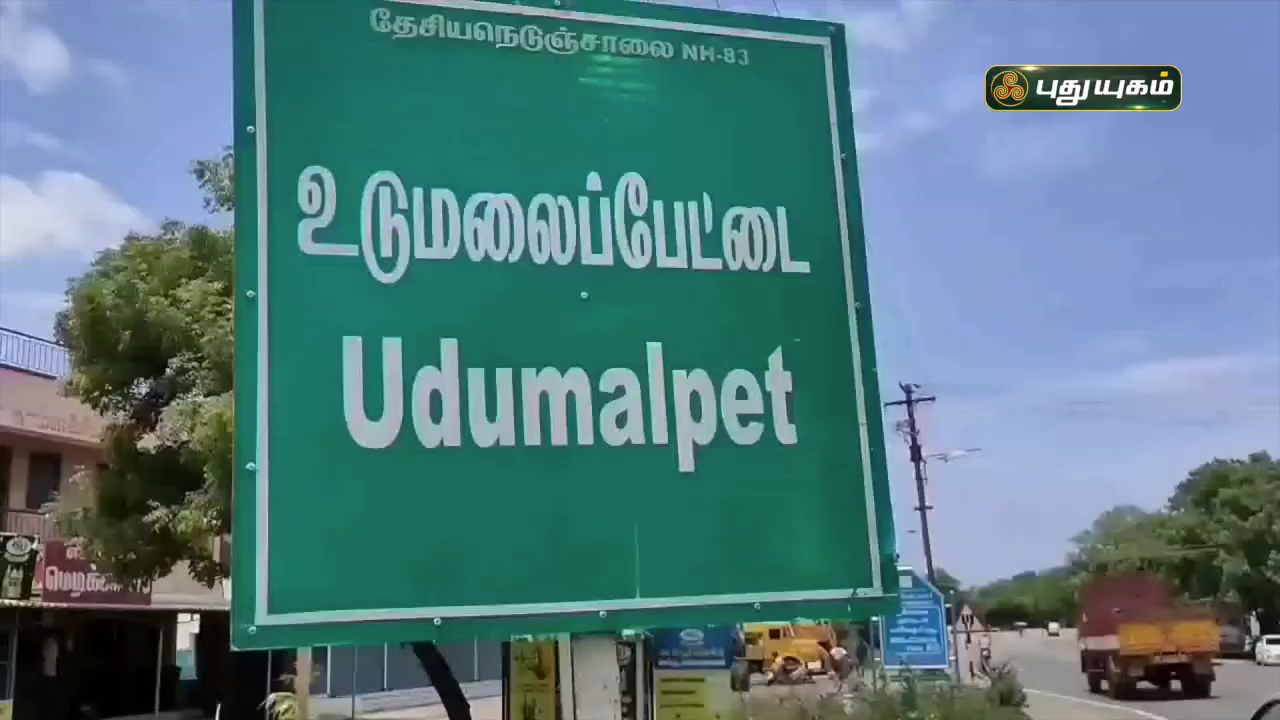 தேசியநெடுஞ்சாலை NH-83
புதுயுகம்
உடுமலைப்பேட்டை
Udumalpet